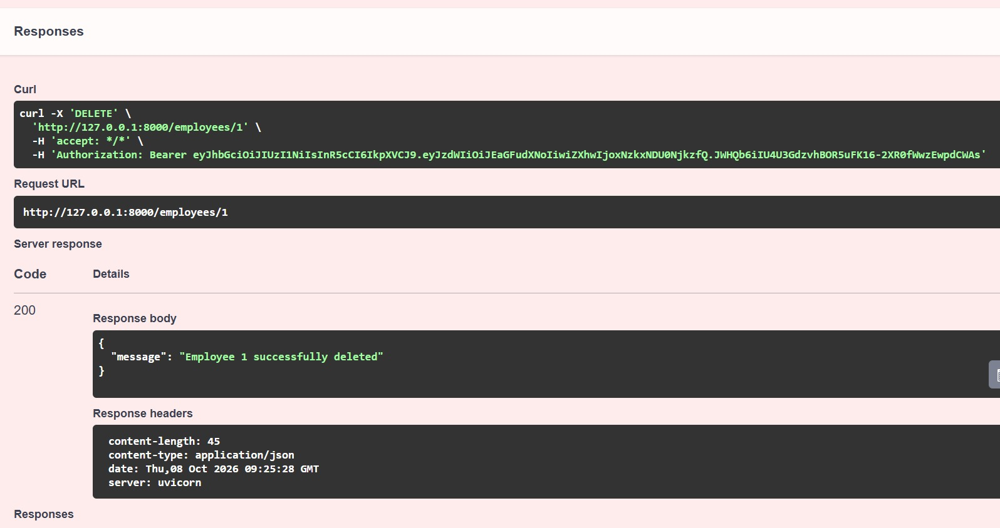 Responses
Curl
curl -X 'DELETE' \
  'http://127.0.0.1:8000/employees/1' \
  -H 'accept: */*' \
  -H 'Authorization: Bearer eyJhbGciOiJIUzI1NiIsInR5cCI6IkpXVCJ9.eyJzdWIiOiJEaGFudXNoIiwiZXhwIjoxNzkxNDU0NjkzfQ.JWHQb6iIU4U3GdzvhBOR5uFK16-2XR0fWwzEwpdCWAs'
Request URL
http://127.0.0.1:8000/employees/1
Server response
Code Details
200
Response body
{
  "message": "Employee 1 successfully deleted"
}
Response headers
content-length: 45
content-type: application/json
date: Thu,08 Oct 2026 09:25:28 GMT
server: uvicorn
Responses